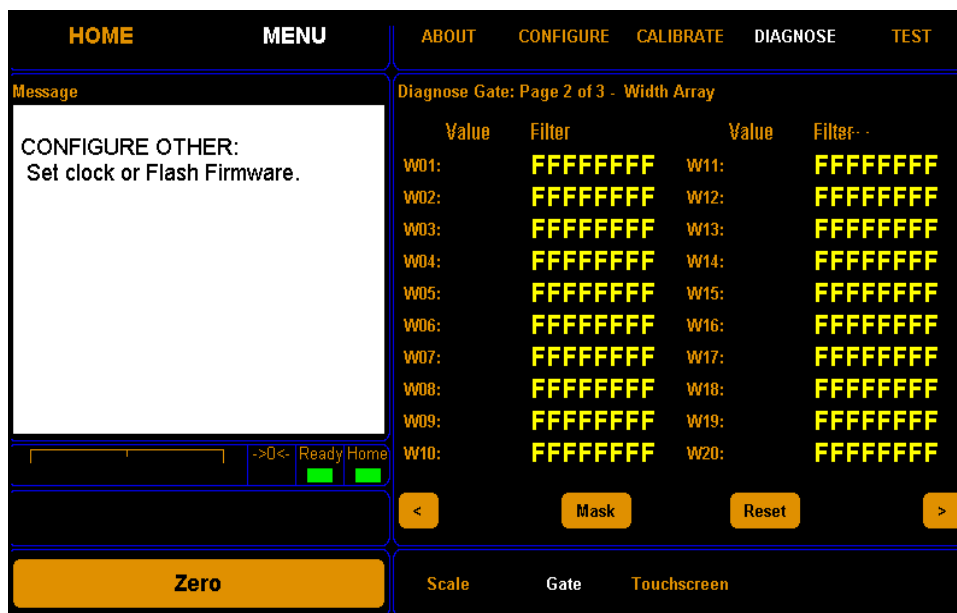 HOME MENU ABOUT CONFIGURE CALIBRATE DIAGNOSE TEST
Message
CONFIGURE OTHER:
Set clock or Flash Firmware.
->0<- Ready Home
Zero
Diagnose Gate: Page 2 of 3 - Width Array
Value Filter Value Filter- -
W01: FFFFFFFF W11: FFFFFFFF
W02: FFFFFFFF W12: FFFFFFFF
W03: FFFFFFFF W13: FFFFFFFF
W04: FFFFFFFF W14: FFFFFFFF
W05: FFFFFFFF W15: FFFFFFFF
W06: FFFFFFFF W16: FFFFFFFF
W07: FFFFFFFF W17: FFFFFFFF
W08: FFFFFFFF W18: FFFFFFFF
W09: FFFFFFFF W19: FFFFFFFF
W10: FFFFFFFF W20: FFFFFFFF
< Mask Reset >
Scale Gate Touchscreen